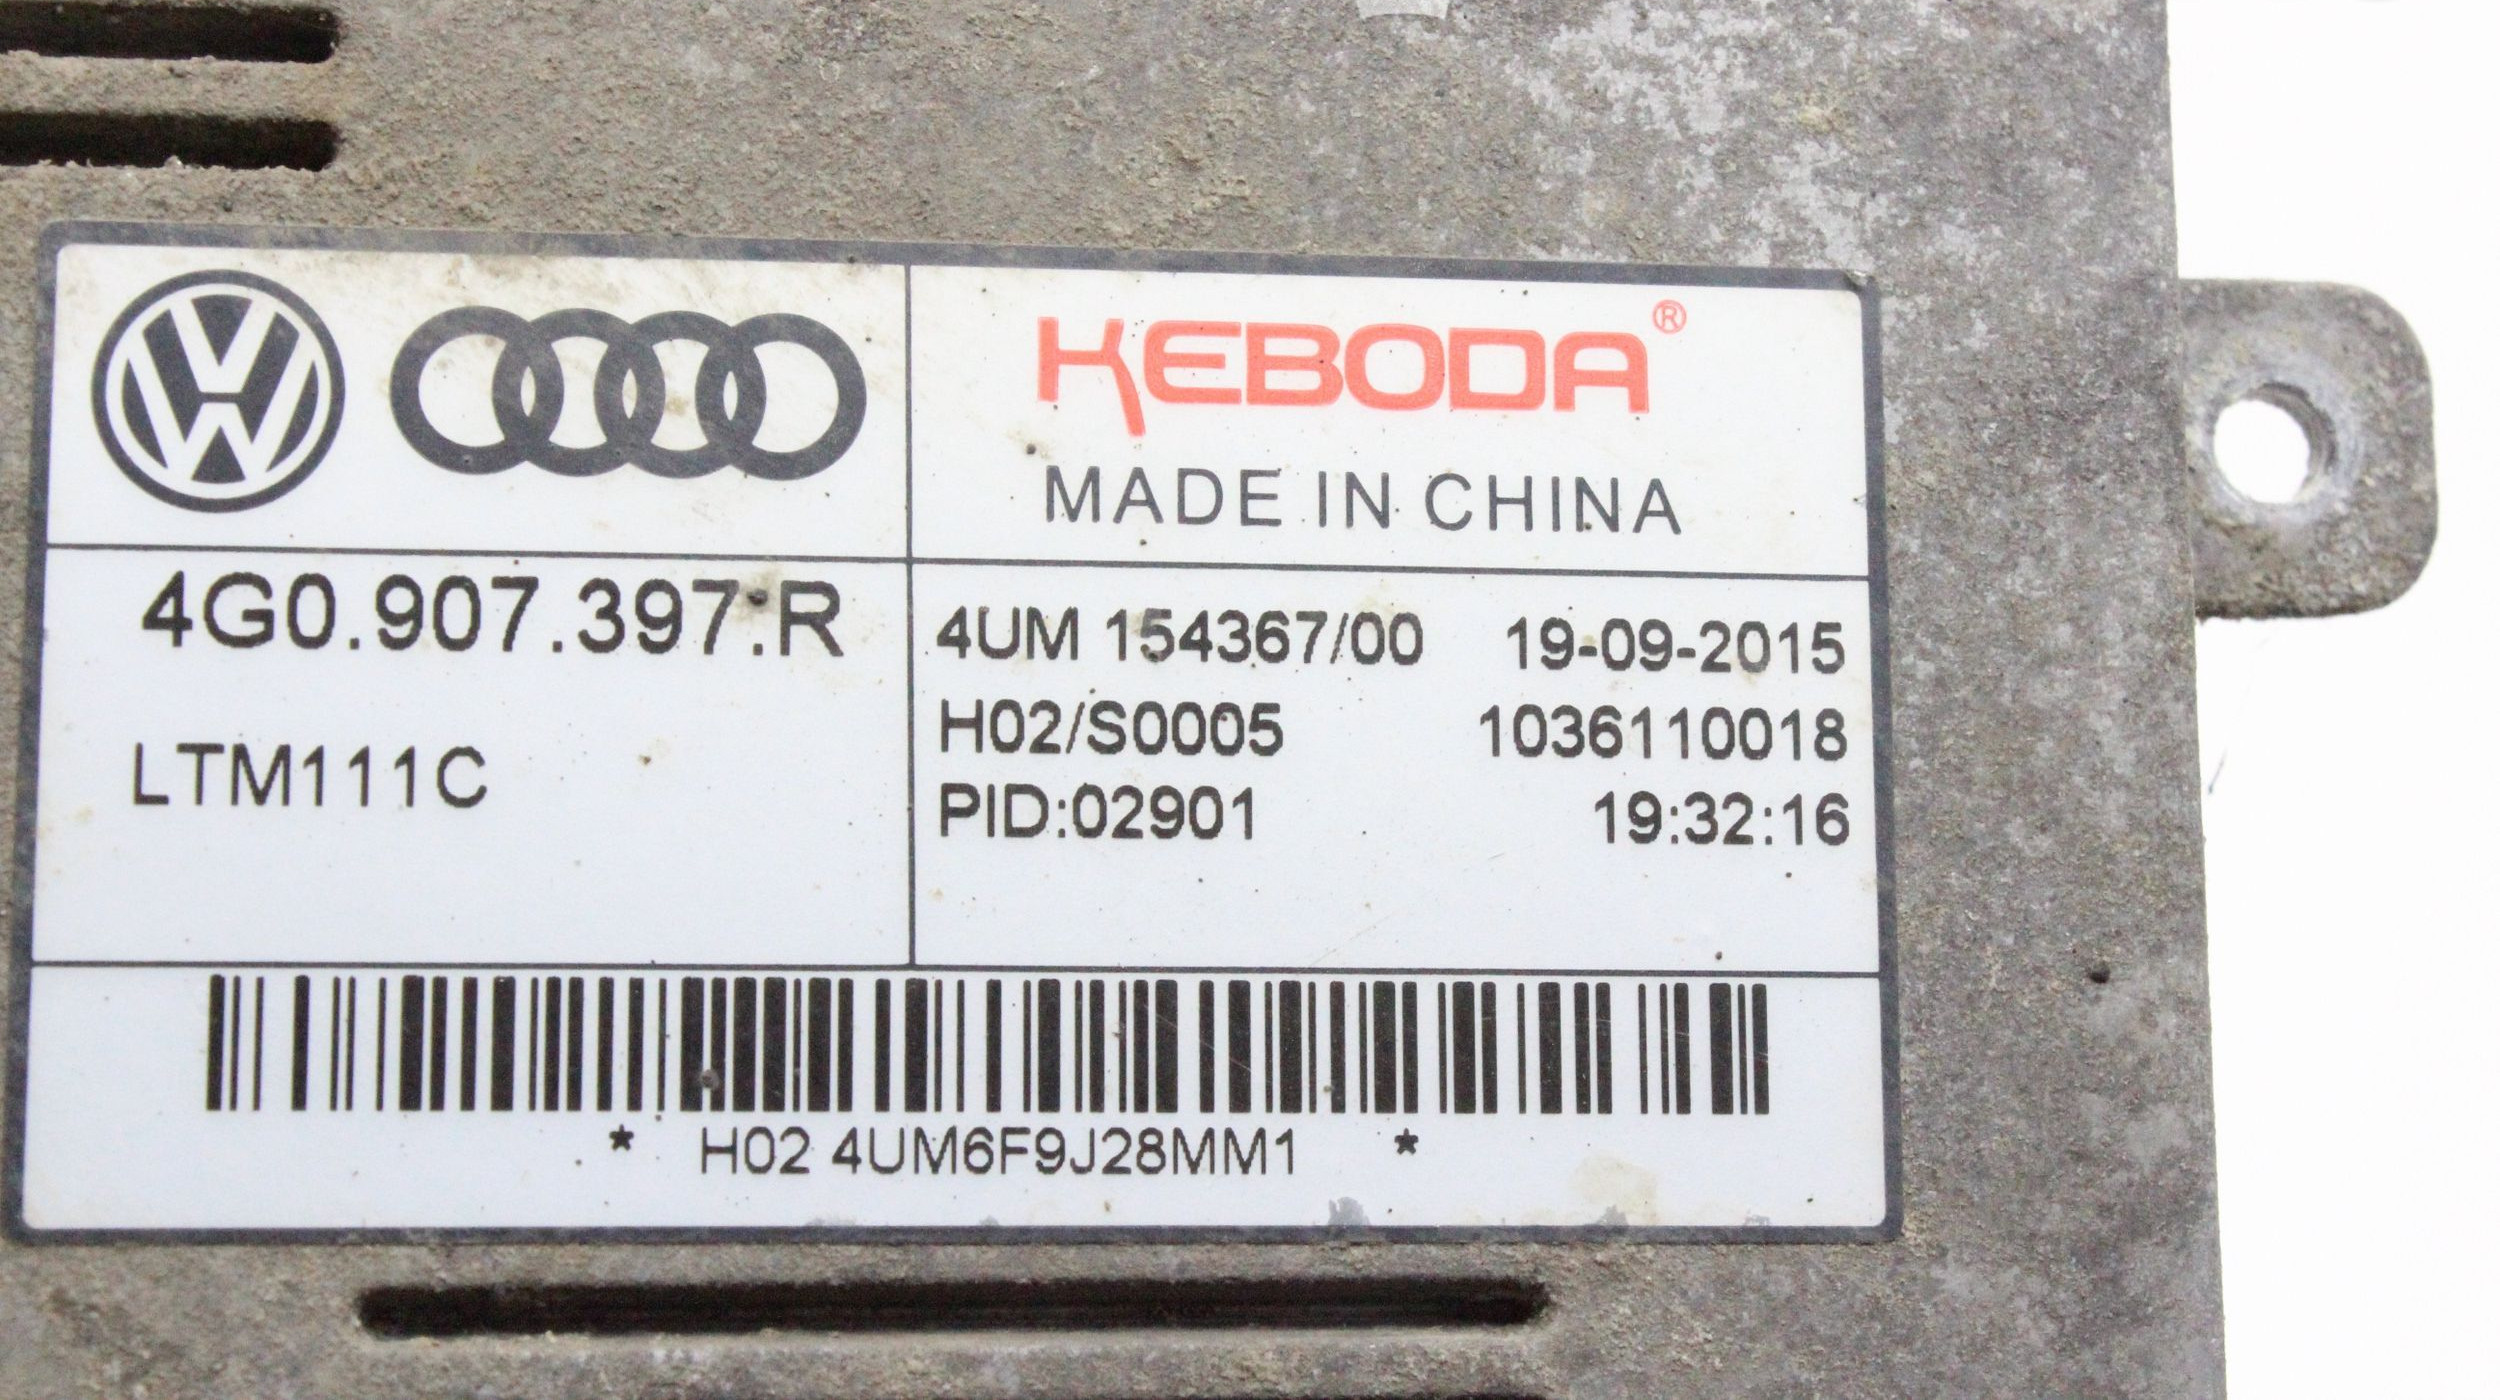 KEBODA®
MADE IN CHINA
4G0.907.397.R
LTM111C
4UM 154367/00 19-09-2015
H02/S0005 1036110018
PID:02901 19:32:16
* H02 4UM6F9J28MM1 *